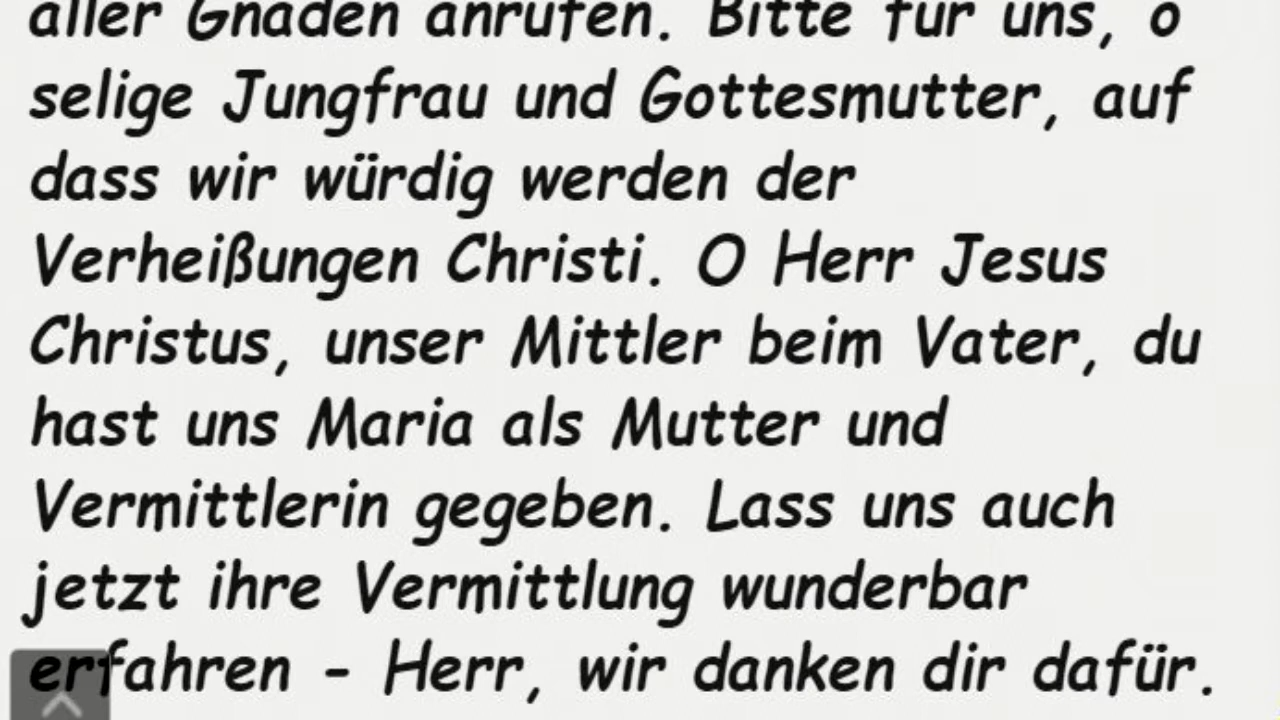 aller Gnaden anrufen. Bitte für uns, o
selige Jungfrau und Gottesmutter, auf
dass wir würdig werden der
Verheißungen Christi. O Herr Jesus
Christus, unser Mittler beim Vater, du
hast uns Maria als Mutter und
Vermittlerin gegeben. Lass uns auch
jetzt ihre Vermittlung wunderbar
erfahren - Herr, wir danken dir dafür.